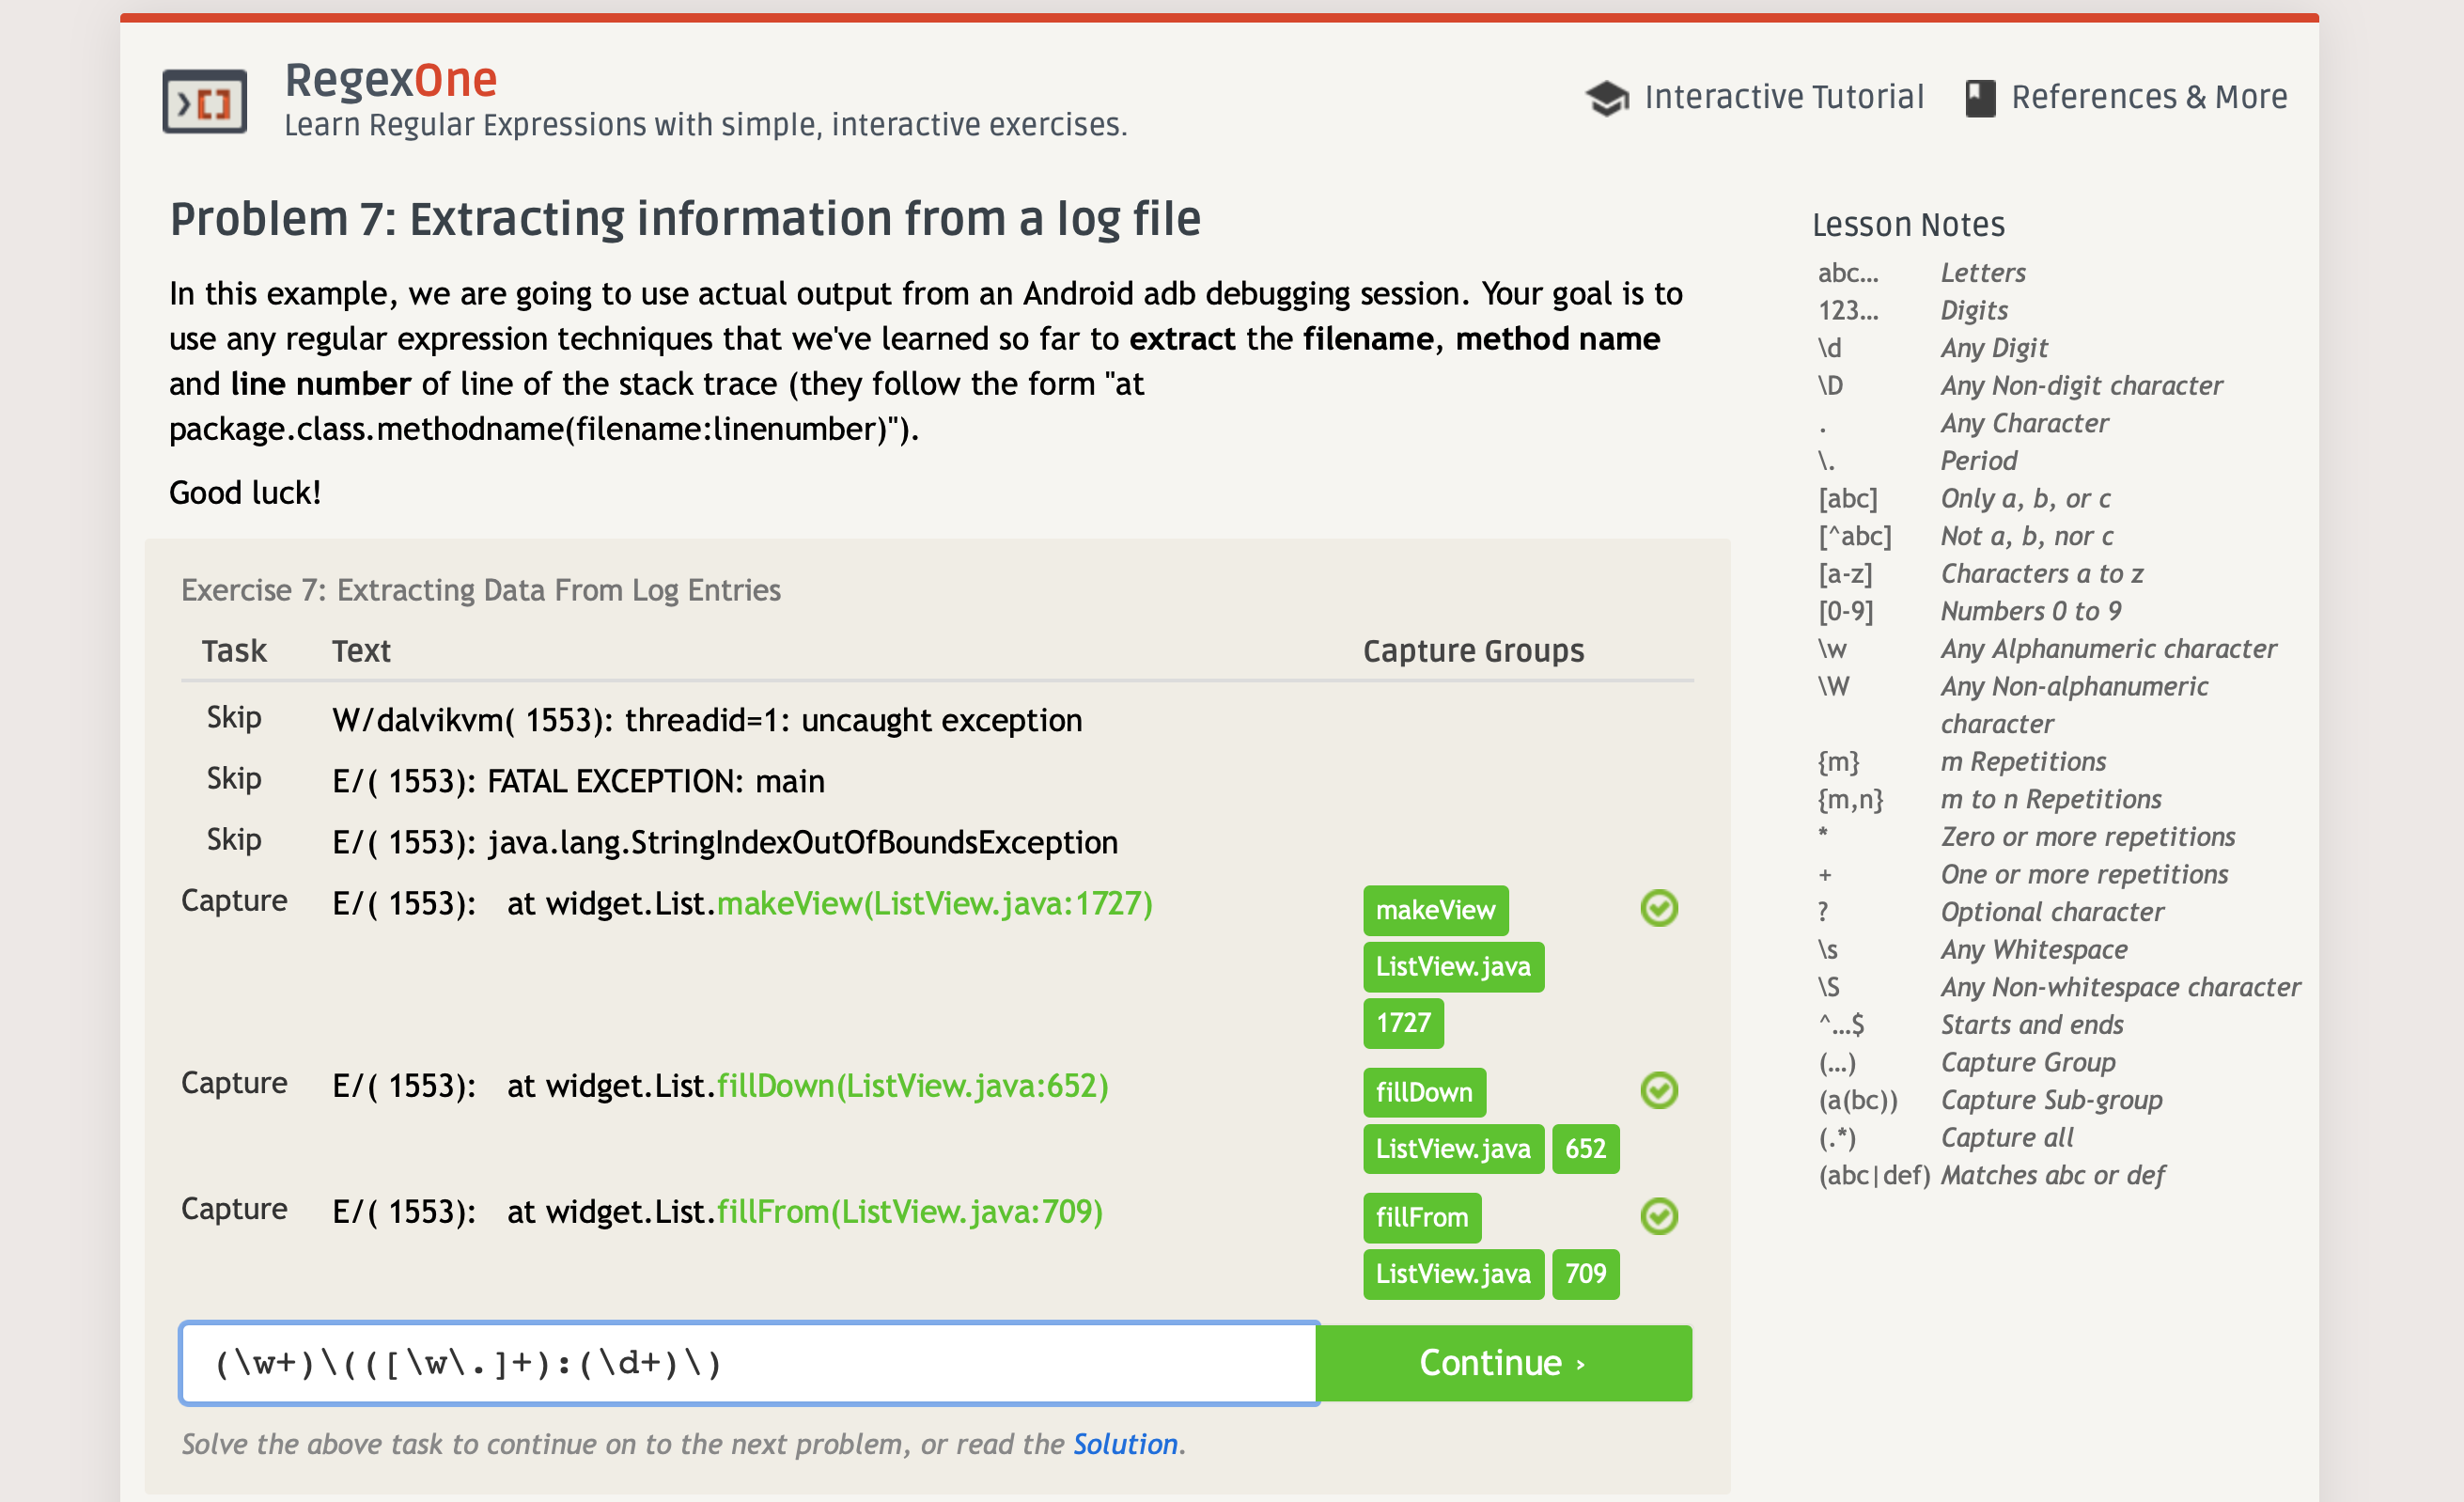 RegexOne
Learn Regular Expressions with simple, interactive exercises.
Interactive Tutorial
References & More
Problem 7: Extracting information from a log file
In this example, we are going to use actual output from an Android adb debugging session. Your goal is to
use any regular expression techniques that we've learned so far to extract the filename, method name
and line number of line of the stack trace (they follow the form "at
package.class.methodname(filename:linenumber)").
Good luck!
Exercise 7: Extracting Data From Log Entries
Task Text Capture Groups
Skip W/dalvikvm( 1553): threadid=1: uncaught exception
Skip E/( 1553): FATAL EXCEPTION: main
Skip E/( 1553): java.lang.StringIndexOutOfBoundsException
Capture E/( 1553):   at widget.List.makeView(ListView.java:1727) makeView
ListView.java
1727
Capture E/( 1553):   at widget.List.fillDown(ListView.java:652) fillDown
ListView.java 652
Capture E/( 1553):   at widget.List.fillFrom(ListView.java:709) fillFrom
ListView.java 709
(\w+)\(([\w\.]+):(\d+)\)
Continue ›
Solve the above task to continue on to the next problem, or read the Solution.
Lesson Notes
abc… Letters
123… Digits
\d Any Digit
\D Any Non-digit character
. Any Character
\. Period
[abc] Only a, b, or c
[^abc] Not a, b, nor c
[a-z] Characters a to z
[0-9] Numbers 0 to 9
\w Any Alphanumeric character
\W Any Non-alphanumeric
character
{m} m Repetitions
{m,n} m to n Repetitions
* Zero or more repetitions
+ One or more repetitions
? Optional character
\s Any Whitespace
\S Any Non-whitespace character
^…$ Starts and ends
(…) Capture Group
(a(bc)) Capture Sub-group
(.*) Capture all
(abc|def) Matches abc or def